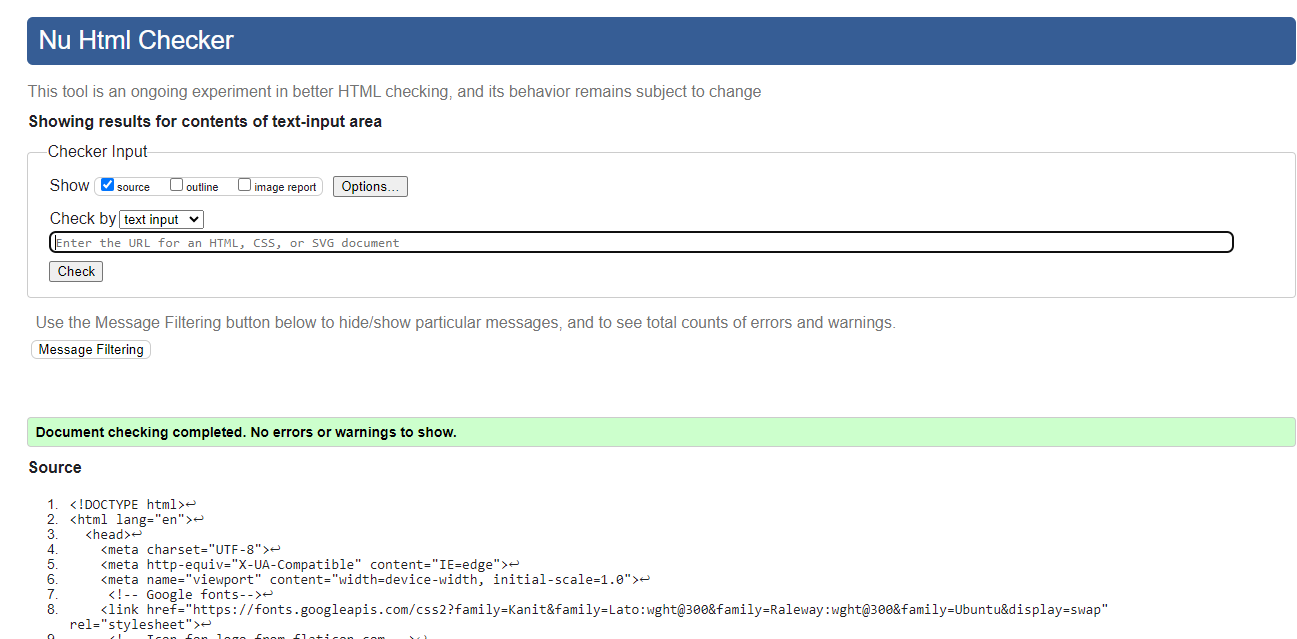 Nu Html Checker
This tool is an ongoing experiment in better HTML checking, and its behavior remains subject to change
Showing results for contents of text-input area
Checker Input
Show source outline image report Options...
Check by text input
Enter the URL for an HTML, CSS, or SVG document
Check
Use the Message Filtering button below to hide/show particular messages, and to see total counts of errors and warnings.
Message Filtering
Document checking completed. No errors or warnings to show.
Source
1. <!DOCTYPE html>↩
2. <html lang="en">↩
3. <head>↩
4. <meta charset="UTF-8">↩
5. <meta http-equiv="X-UA-Compatible" content="IE=edge">↩
6. <meta name="viewport" content="width=device-width, initial-scale=1.0">↩
7. <!-- Google fonts-->↩
8. <link href="https://fonts.googleapis.com/css2?family=Kanit&family=Lato:wght@300&family=Raleway:wght@300&family=Ubuntu&display=swap"
rel="stylesheet">↩
9. <!-- Icon for logo from flaticon.com -->↩